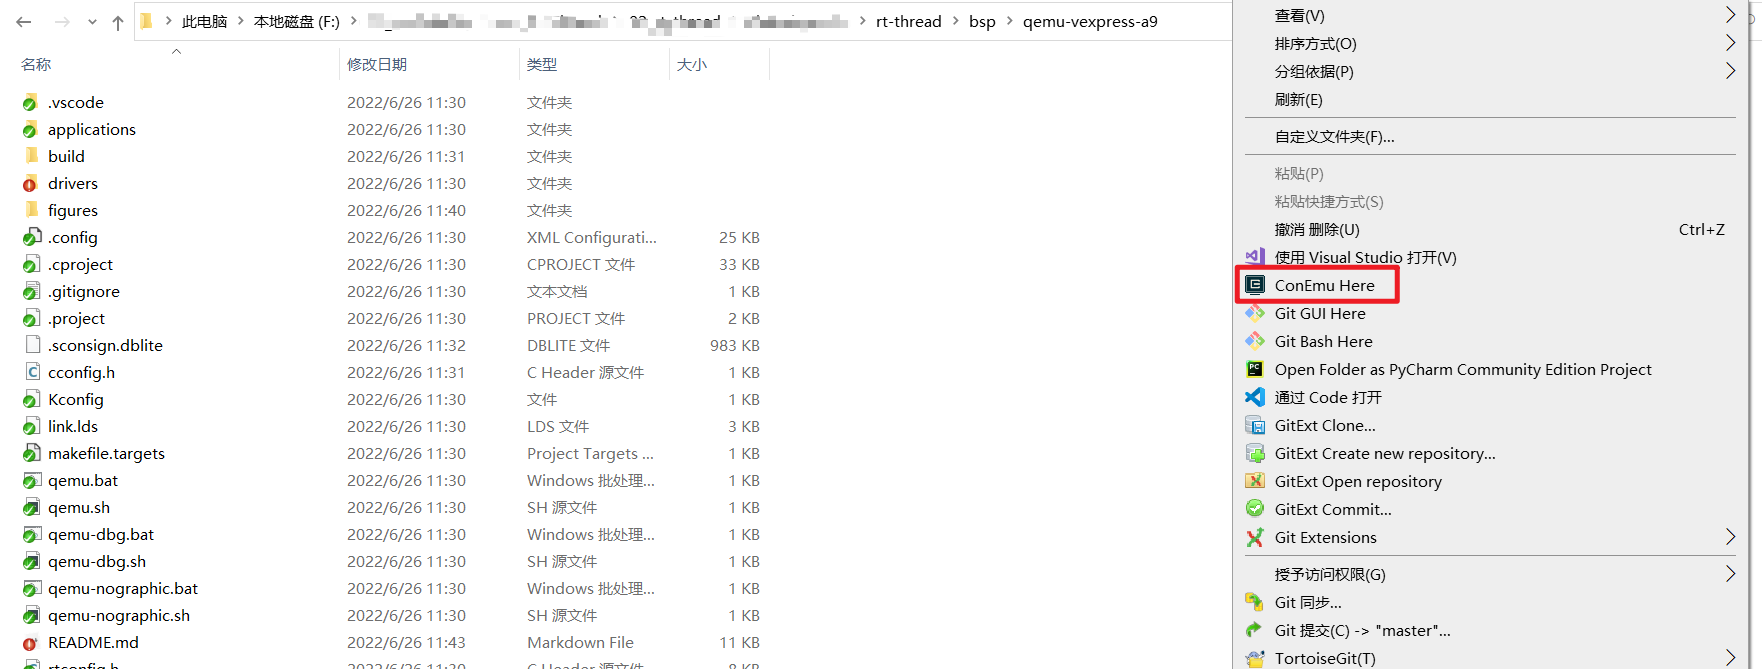 此电脑 本地磁盘 (F:) rt-thread bsp qemu-vexpress-a9
名称 修改日期 类型 大小
.vscode 2022/6/26 11:30 文件夹
applications 2022/6/26 11:30 文件夹
build 2022/6/26 11:31 文件夹
drivers 2022/6/26 11:30 文件夹
figures 2022/6/26 11:40 文件夹
.config 2022/6/26 11:30 XML Configurati... 25 KB
.cproject 2022/6/26 11:30 CPROJECT 文件 33 KB
.gitignore 2022/6/26 11:30 文本文档 1 KB
.project 2022/6/26 11:30 PROJECT 文件 2 KB
.sconsign.dblite 2022/6/26 11:32 DBLITE 文件 983 KB
cconfig.h 2022/6/26 11:31 C Header 源文件 1 KB
Kconfig 2022/6/26 11:30 文件 1 KB
link.lds 2022/6/26 11:30 LDS 文件 3 KB
makefile.targets 2022/6/26 11:30 Project Targets ... 1 KB
qemu.bat 2022/6/26 11:30 Windows 批处理... 1 KB
qemu.sh 2022/6/26 11:30 SH 源文件 1 KB
qemu-dbg.bat 2022/6/26 11:30 Windows 批处理... 1 KB
qemu-dbg.sh 2022/6/26 11:30 SH 源文件 1 KB
qemu-nographic.bat 2022/6/26 11:30 Windows 批处理... 1 KB
qemu-nographic.sh 2022/6/26 11:30 SH 源文件 1 KB
README.md 2022/6/26 11:43 Markdown File 11 KB
rtconfig.h 2022/6/26 11:30 C Header 源文件 8 KB
查看(V)
排序方式(O)
分组依据(P)
刷新(E)
自定义文件夹(F)...
粘贴(P)
粘贴快捷方式(S)
撤消 删除(U) Ctrl+Z
使用 Visual Studio 打开(V)
ConEmu Here
Git GUI Here
Git Bash Here
Open Folder as PyCharm Community Edition Project
通过 Code 打开
GitExt Clone...
GitExt Create new repository...
GitExt Open repository
GitExt Commit...
Git Extensions
授予访问权限(G)
Git 同步...
Git 提交(C) -> "master"...
TortoiseGit(T)